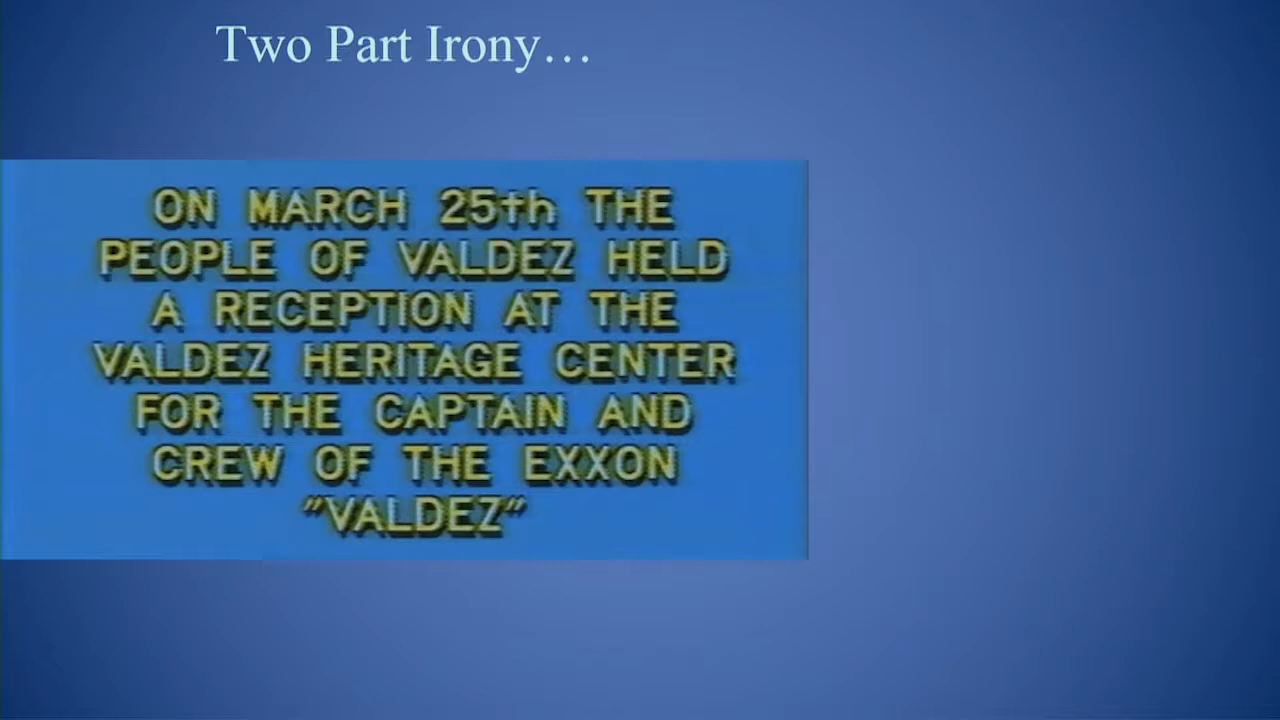 Two Part Irony…
ON MARCH 25th THE
PEOPLE OF VALDEZ HELD
A RECEPTION AT THE
VALDEZ HERITAGE CENTER
FOR THE CAPTAIN AND
CREW OF THE EXXON
"VALDEZ"